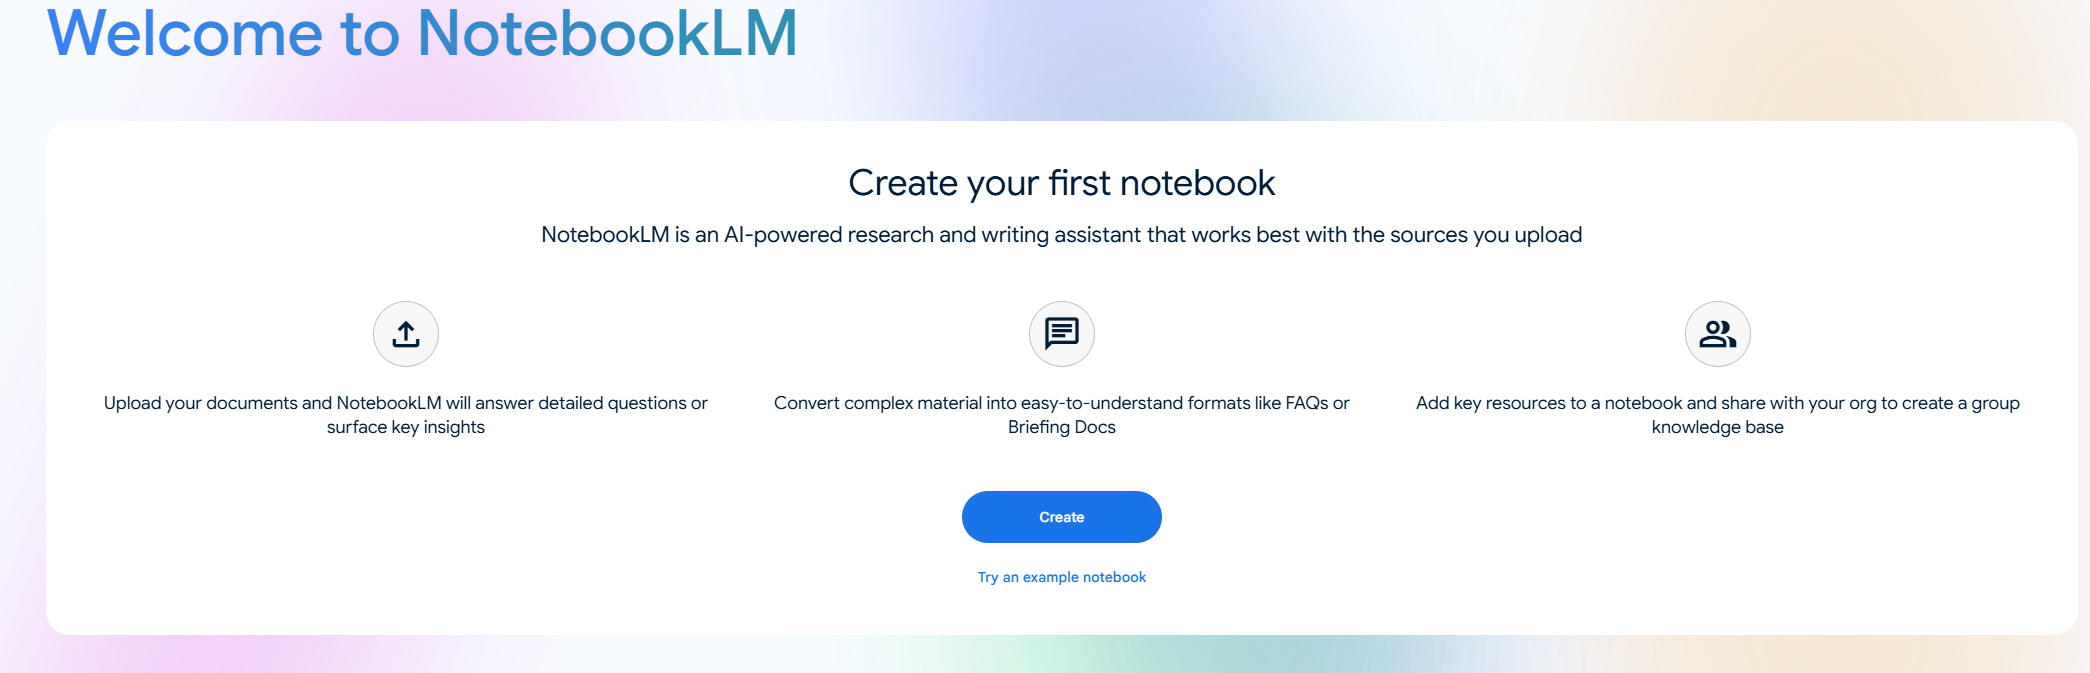 Welcome to NotebookLM
Create your first notebook
NotebookLM is an AI-powered research and writing assistant that works best with the sources you upload
Upload your documents and NotebookLM will answer detailed questions or
surface key insights
Convert complex material into easy-to-understand formats like FAQs or
Briefing Docs
Add key resources to a notebook and share with your org to create a group
knowledge base
Create
Try an example notebook